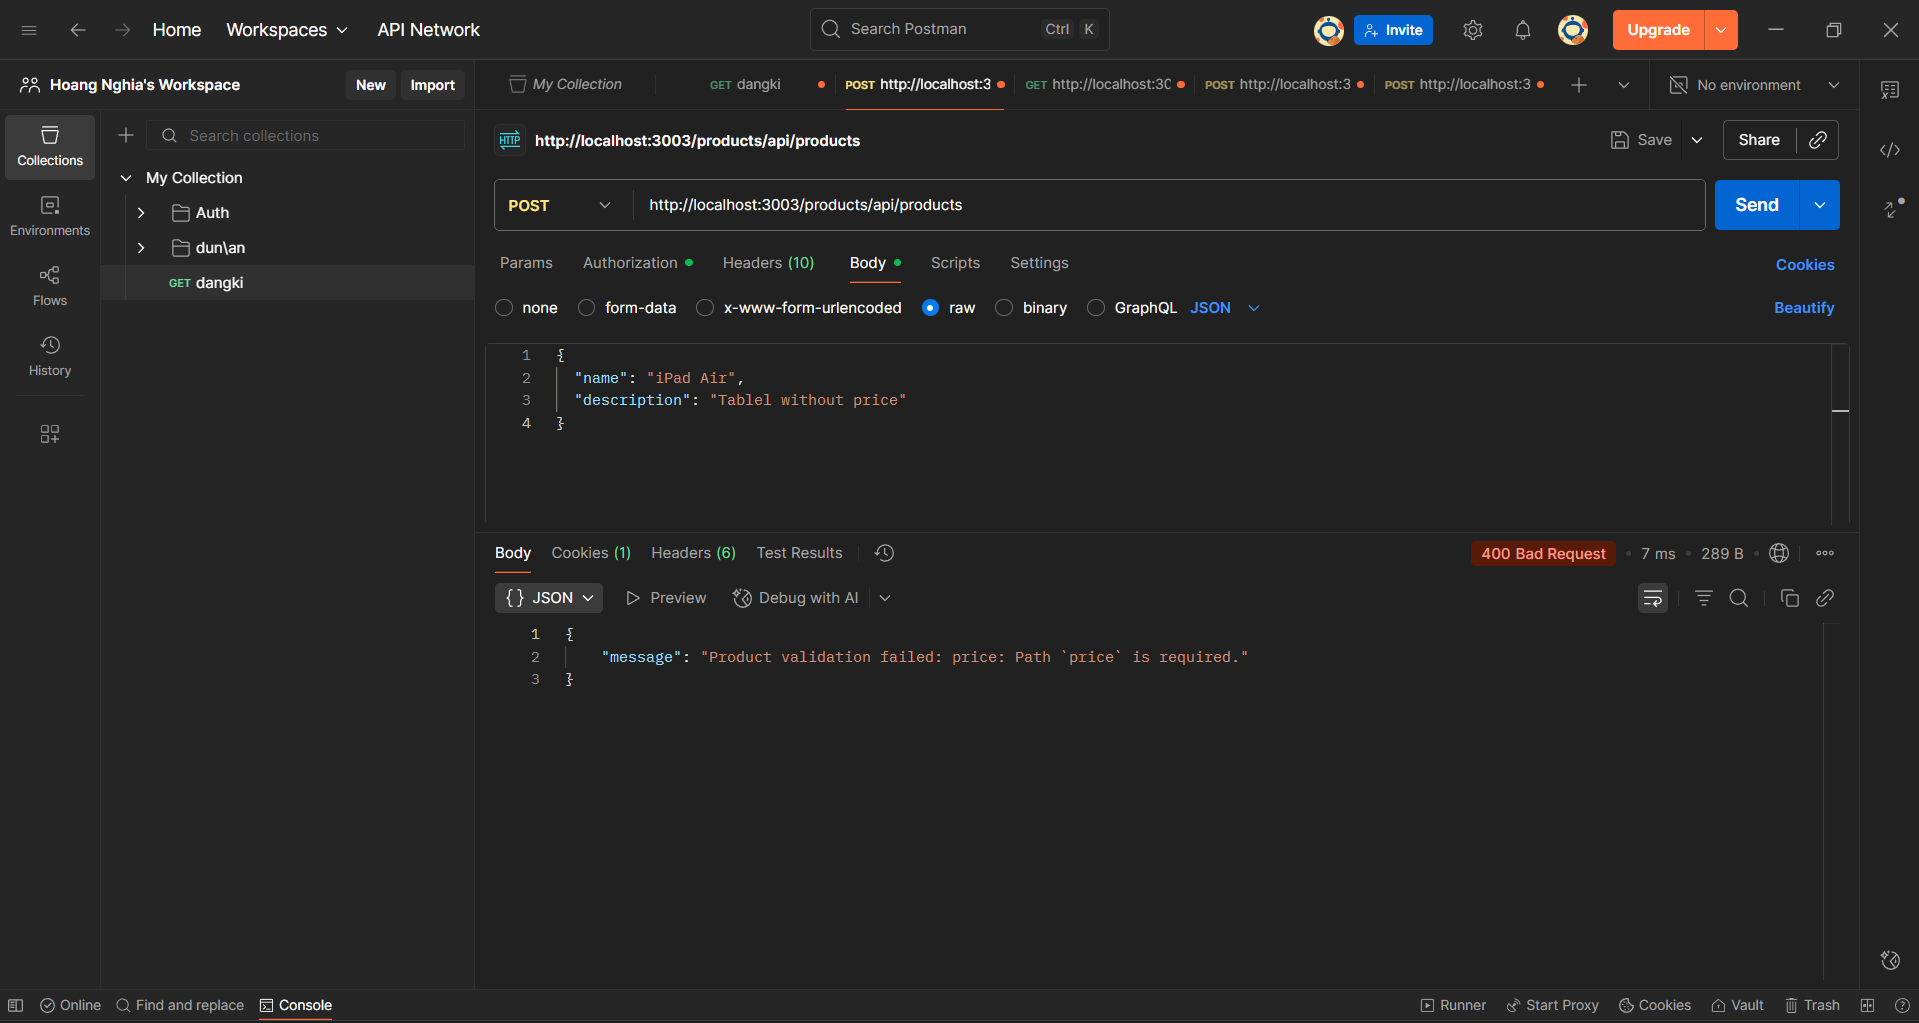 Home Workspaces API Network Search Postman Ctrl K Invite Upgrade
Hoang Nghia's Workspace New Import My Collection GET dangki POST http://localhost:3 GET http://localhost:30 POST http://localhost:3 POST http://localhost:3 No environment
Collections
Environments
Flows
History
Search collections
My Collection
Auth
dun\an
GET dangki
HTTP http://localhost:3003/products/api/products Save Share
POST http://localhost:3003/products/api/products Send
Params Authorization Headers (10) Body Scripts Settings Cookies
none form-data x-www-form-urlencoded raw binary GraphQL JSON Beautify
1 {
2 "name": "iPad Air",
3 "description": "Tablel without price"
4 }
Body Cookies (1) Headers (6) Test Results 400 Bad Request 7 ms 289 B
{} JSON Preview Debug with AI
1 {
2 "message": "Product validation failed: price: Path `price` is required."
3 }
Online Find and replace Console Runner Start Proxy Cookies Vault Trash